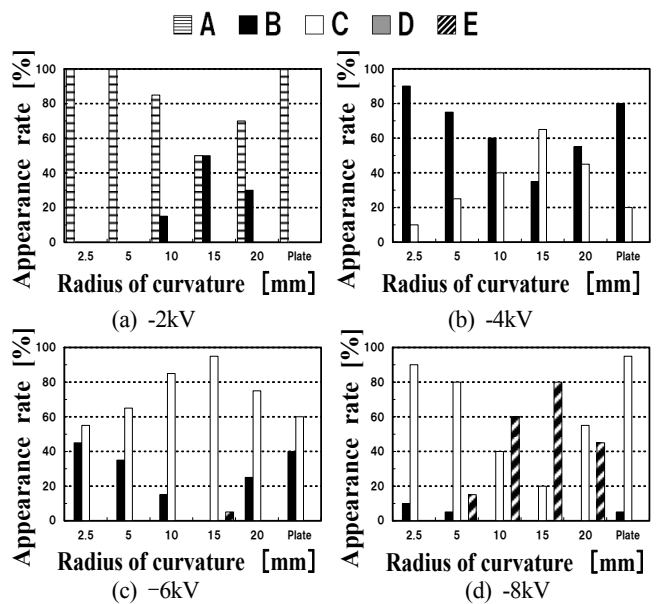 A B C D E
Appearance rate [%]
100
80
60
40
20
0
2.5 5 10 15 20 Plate
Radius of curvature [mm]
(a) -2kV
Appearance rate [%]
100
80
60
40
20
0
2.5 5 10 15 20 Plate
Radius of curvature [mm]
(b) -4kV
Appearance rate [%]
100
80
60
40
20
0
2.5 5 10 15 20 Plate
Radius of curvature [mm]
(c) -6kV
Appearance rate [%]
100
80
60
40
20
0
2.5 5 10 15 20 Plate
Radius of curvature [mm]
(d) -8kV